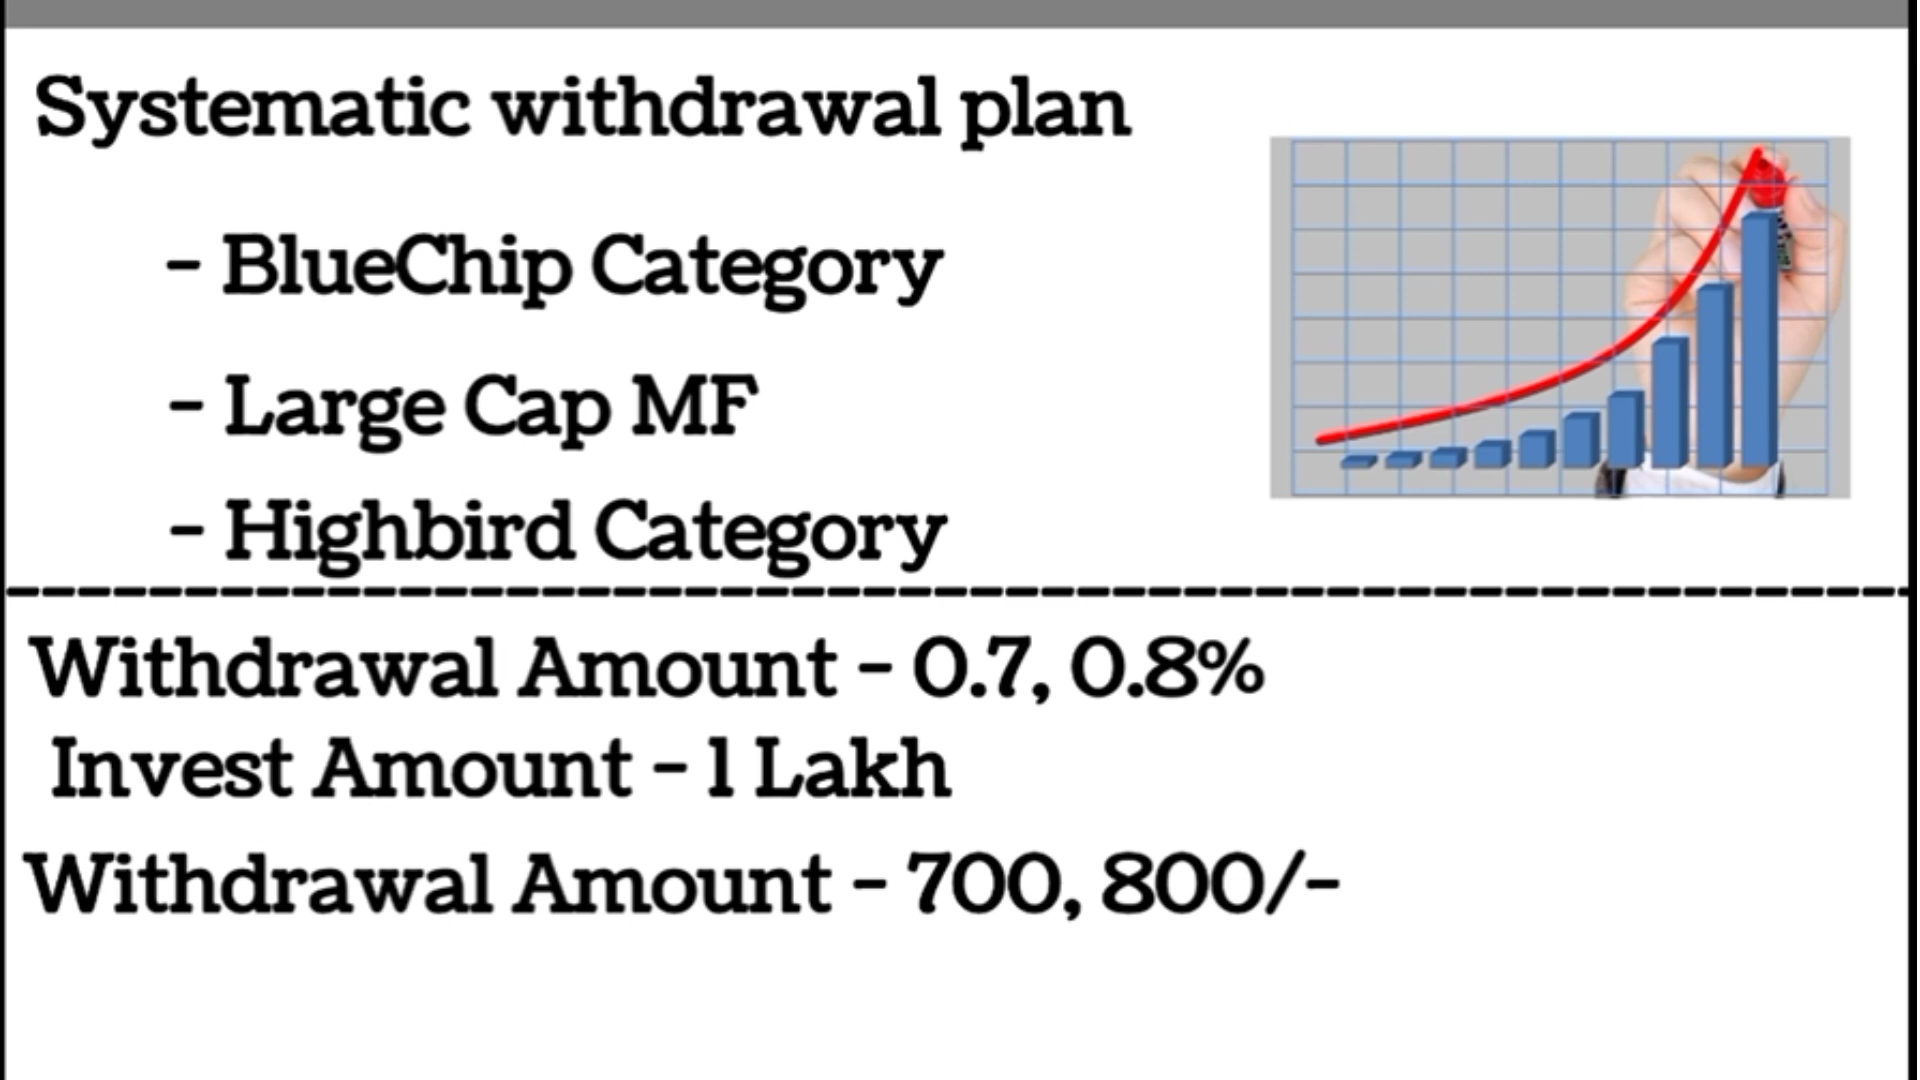 Systematic withdrawal plan
- BlueChip Category
- Large Cap MF
- Highbird Category
Withdrawal Amount - 0.7, 0.8%
Invest Amount - 1 Lakh
Withdrawal Amount - 700, 800/-